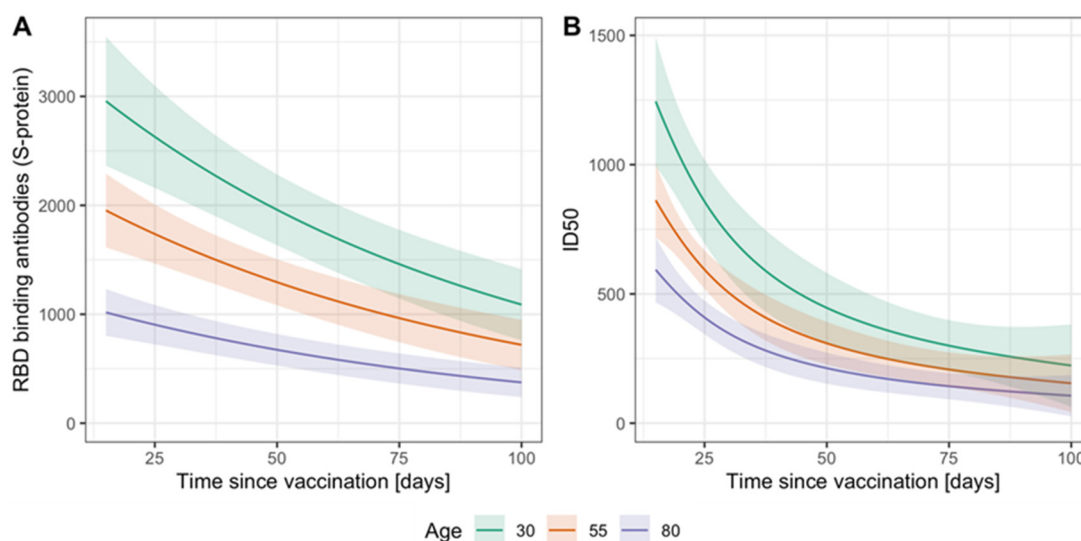 A
RBD binding antibodies (S-protein)
3000
2000
1000
0
25 50 75 100
Time since vaccination [days]
B
ID50
1500
1000
500
0
25 50 75 100
Time since vaccination [days]
Age 30 55 80